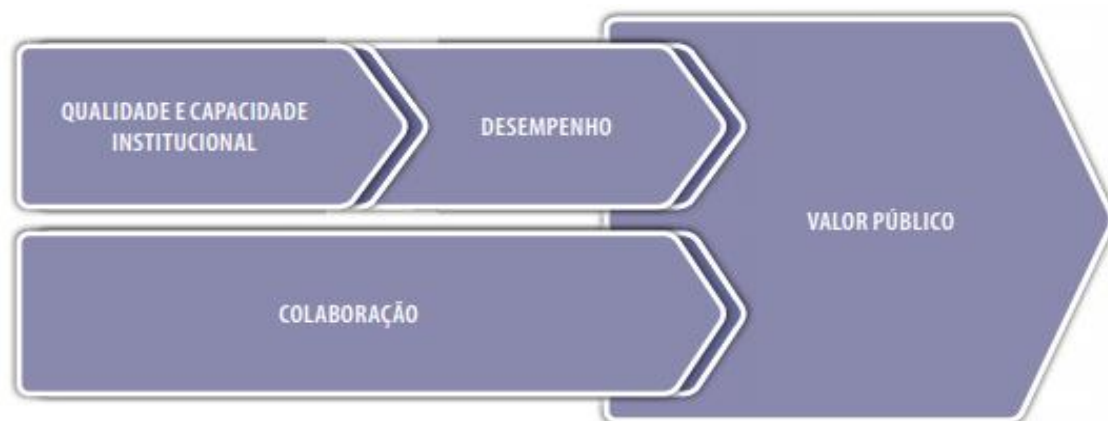 QUALIDADE E CAPACIDADE
INSTITUCIONAL
DESEMPENHO
VALOR PÚBLICO
COLABORAÇÃO